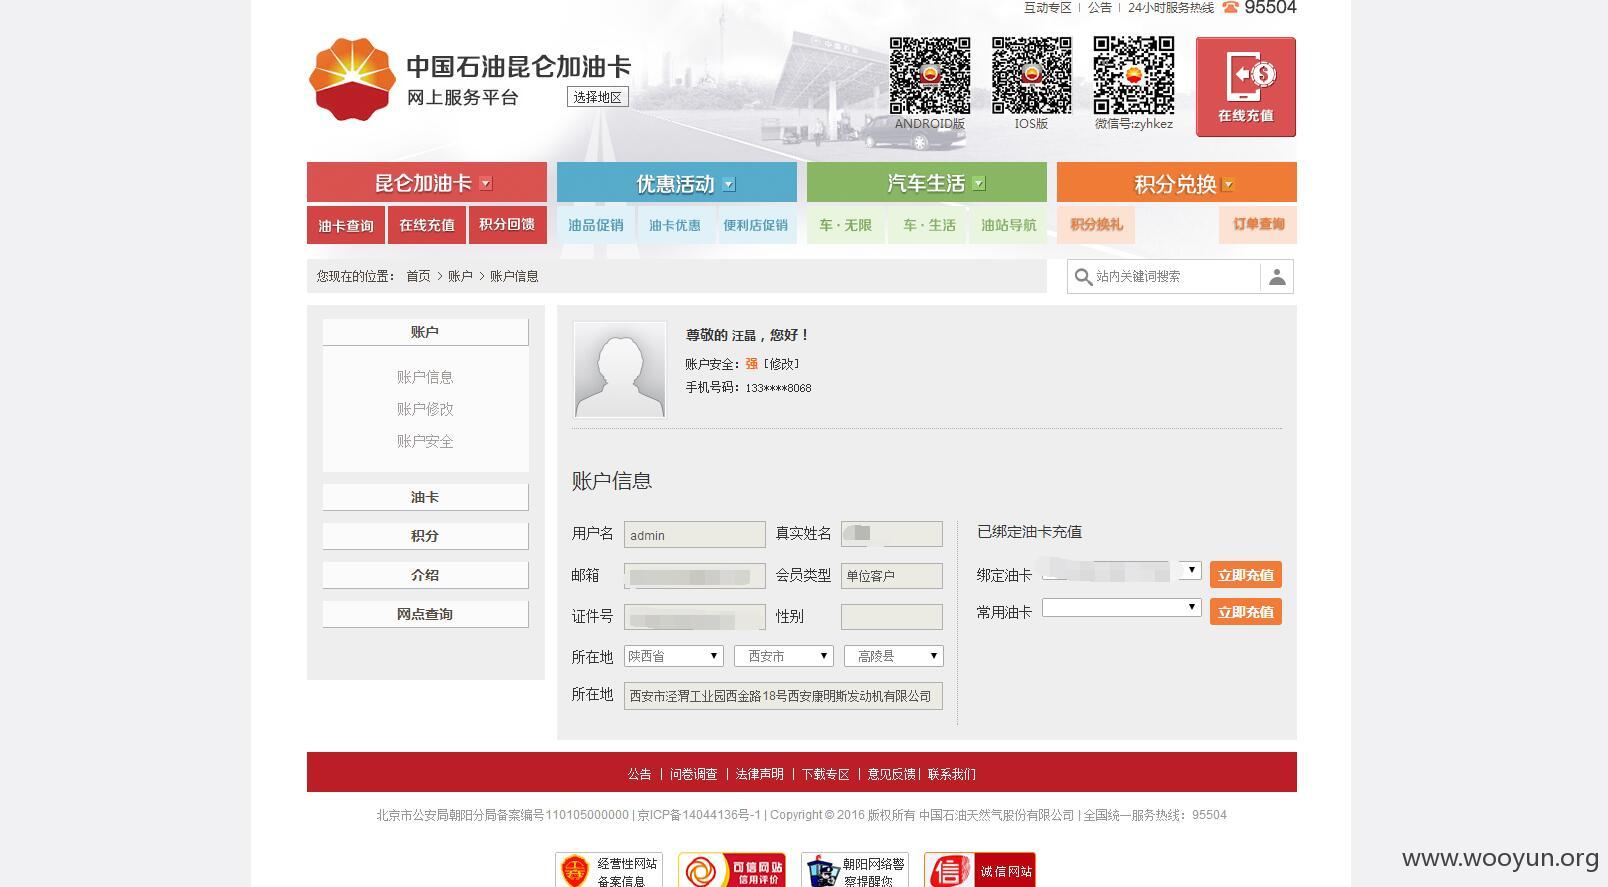 互动专区 | 公告 | 24小时服务热线 95504
中国石油昆仑加油卡
网上服务平台
选择地区
ANDROID版
IOS版
微信号:zyhkez
在线充值
昆仑加油卡
优惠活动
汽车生活
积分兑换
油卡查询
在线充值
积分回馈
油品促销
油卡优惠
便利店促销
车·无限
车·生活
油站导航
积分换礼
订单查询
您现在的位置： 首页 > 账户 > 账户信息
站内关键词搜索
账户
账户信息
账户修改
账户安全
油卡
积分
介绍
网点查询
尊敬的 汪晶，您好！
账户安全：强 [修改]
手机号码：133****8068
账户信息
用户名 admin 真实姓名
邮箱 会员类型 单位客户
证件号 性别
所在地 陕西省 西安市 高陵县
所在地 西安市泾渭工业园西金路18号西安康明斯发动机有限公司
已绑定油卡充值
绑定油卡 立即充值
常用油卡 立即充值
公告 | 问卷调查 | 法律声明 | 下载专区 | 意见反馈 | 联系我们
北京市公安局朝阳分局备案编号110105000000 | 京ICP备14044136号-1 | Copyright © 2016 版权所有 中国石油天然气股份有限公司 | 全国统一服务热线：95504
经营性网站
备案信息
可信网站
信用评价
朝阳网络警
察提醒您
信 诚信网站
www.wooyun.org